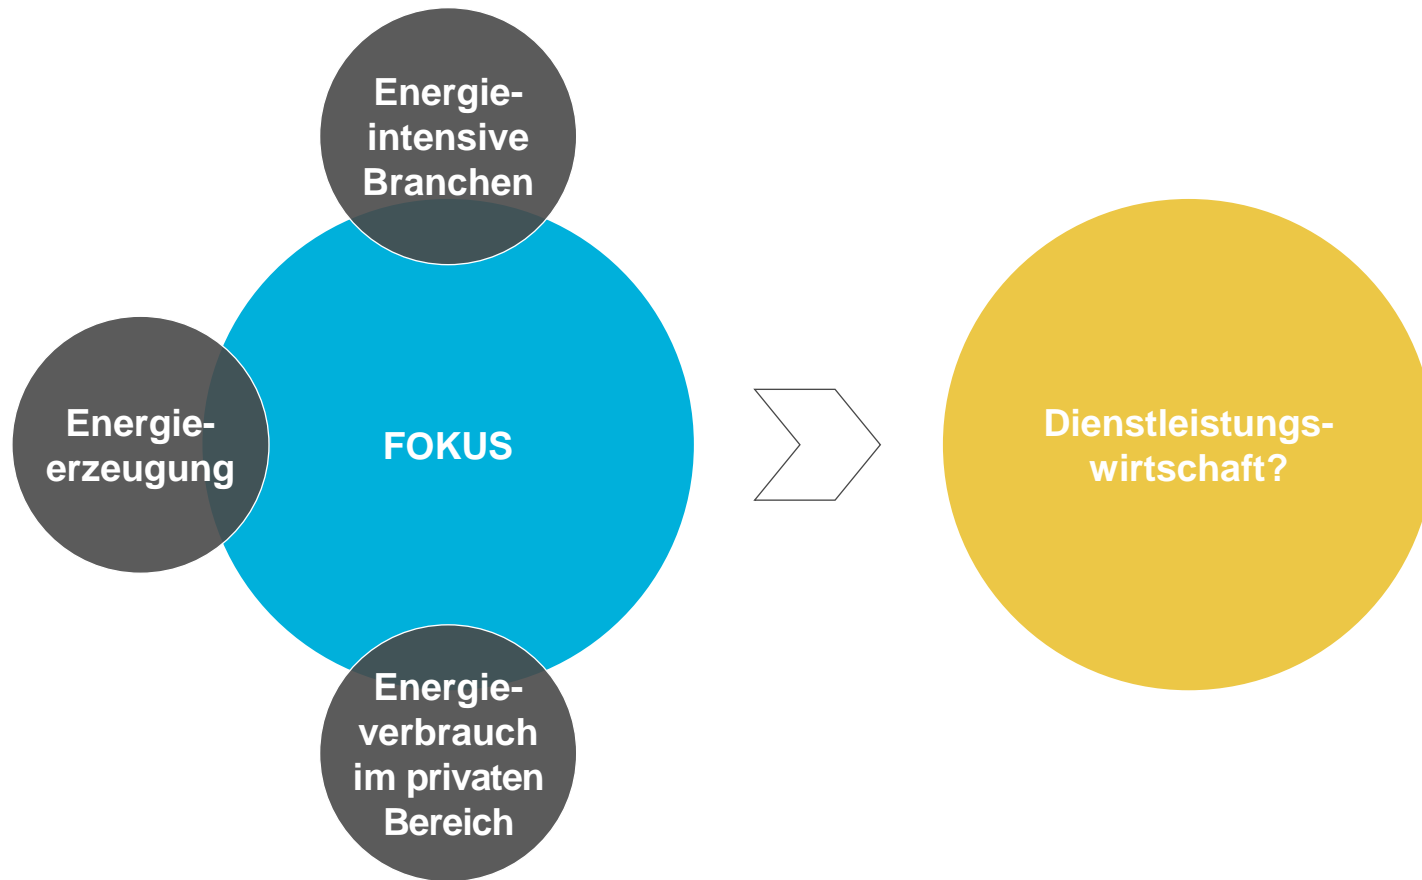 Energie-
intensive
Branchen
Energie-
erzeugung
FOKUS
Dienstleistungs-
wirtschaft?
Energie-
verbrauch
im privaten
Bereich